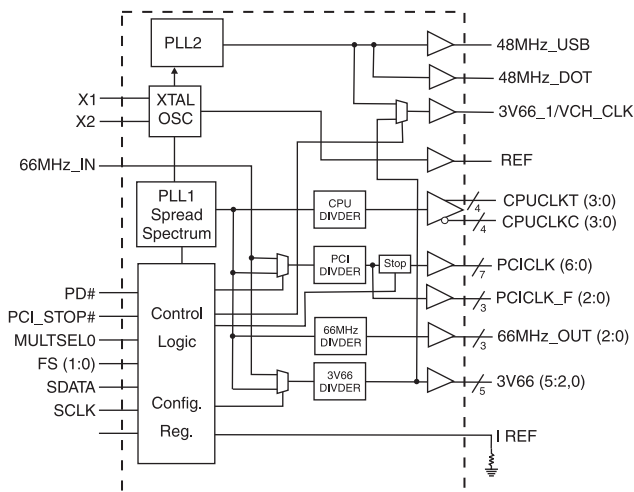 PLL2
48MHz_USB
48MHz_DOT
X1
X2
XTAL
OSC
3V66_1/VCH_CLK
66MHz_IN
REF
PLL1
Spread
Spectrum
CPU
DIVDER
4
CPUCLKT (3:0)
4
CPUCLKC (3:0)
PCI
DIVDER
Stop
7
PCICLK (6:0)
3
PCICLK_F (2:0)
PD#
PCI_STOP#
MULTSEL0
FS (1:0)
SDATA
SCLK
Control
Logic
Config.
Reg.
66MHz
DIVDER
3
66MHz_OUT (2:0)
3V66
DIVDER
5
3V66 (5:2,0)
I REF